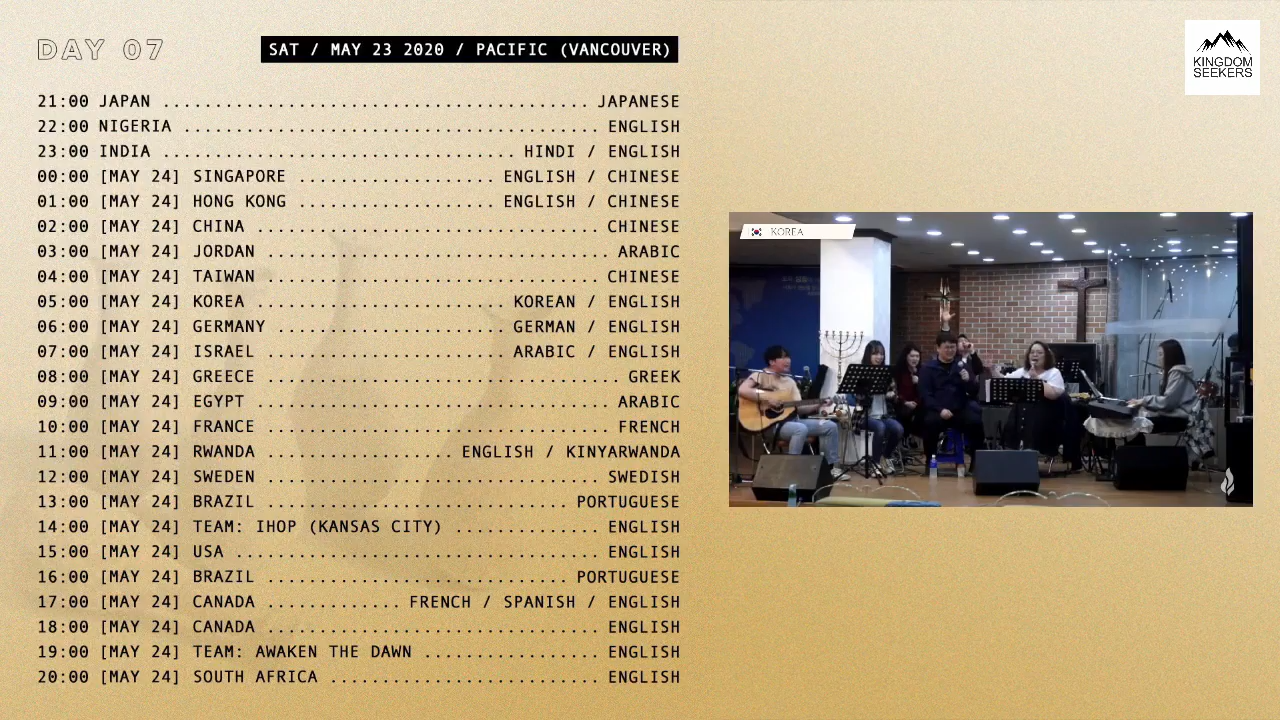 DAY 07
SAT / MAY 23 2020 / PACIFIC (VANCOUVER)
21:00 JAPAN ......................................... JAPANESE
22:00 NIGERIA ........................................ ENGLISH
23:00 INDIA .................................. HINDI / ENGLISH
00:00 [MAY 24] SINGAPORE ................... ENGLISH / CHINESE
01:00 [MAY 24] HONG KONG ................... ENGLISH / CHINESE
02:00 [MAY 24] CHINA .................................. CHINESE
03:00 [MAY 24] JORDAN ................................. ARABIC
04:00 [MAY 24] TAIWAN ................................ CHINESE
05:00 [MAY 24] KOREA ........................ KOREAN / ENGLISH
06:00 [MAY 24] GERMANY ...................... GERMAN / ENGLISH
07:00 [MAY 24] ISRAEL ....................... ARABIC / ENGLISH
08:00 [MAY 24] GREECE .................................. GREEK
09:00 [MAY 24] EGYPT .................................. ARABIC
10:00 [MAY 24] FRANCE ................................. FRENCH
11:00 [MAY 24] RWANDA .................. ENGLISH / KINYARWANDA
12:00 [MAY 24] SWEDEN ................................ SWEDISH
13:00 [MAY 24] BRAZIL ............................. PORTUGUESE
14:00 [MAY 24] TEAM: IHOP (KANSAS CITY) .............. ENGLISH
15:00 [MAY 24] USA ................................... ENGLISH
16:00 [MAY 24] BRAZIL ............................. PORTUGUESE
17:00 [MAY 24] CANADA ............. FRENCH / SPANISH / ENGLISH
18:00 [MAY 24] CANADA ................................ ENGLISH
19:00 [MAY 24] TEAM: AWAKEN THE DAWN ................. ENGLISH
20:00 [MAY 24] SOUTH AFRICA .......................... ENGLISH
KINGDOM
SEEKERS
KOREA